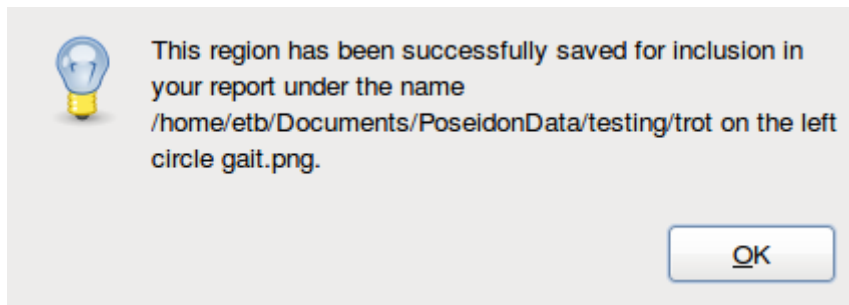 This region has been successfully saved for inclusion in
your report under the name
/home/etb/Documents/PoseidonData/testing/trot on the left
circle gait.png.
OK